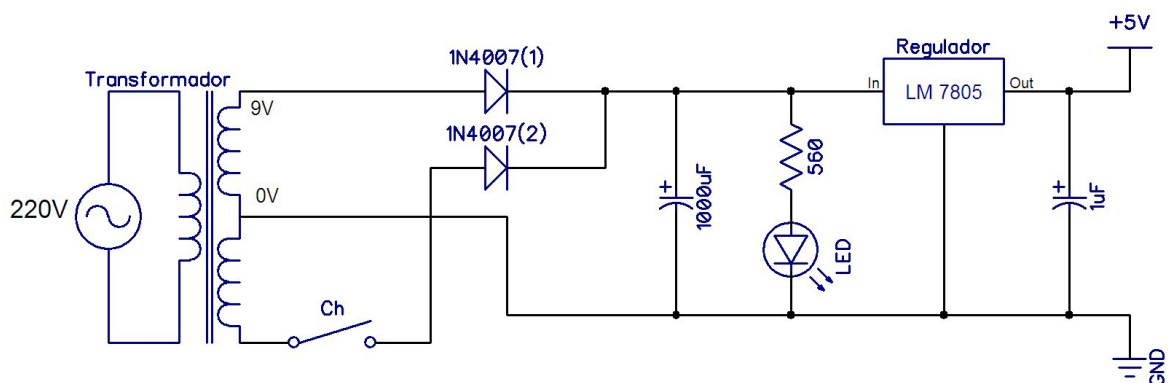 +5V
Regulador
1N4007(1)
Transformador
In
LM 7805
Out
9V
1N4007(2)
560
+
1000uF
+
1uF
0V
220V
LED
Ch
GND